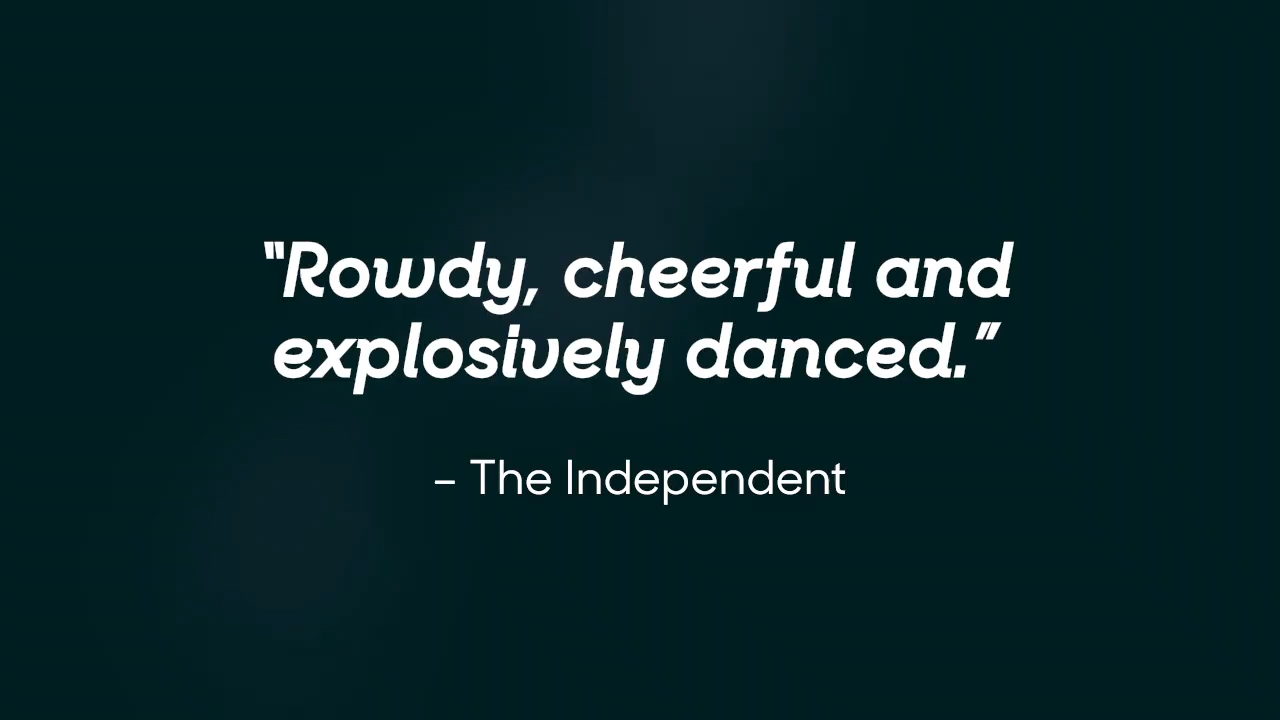 "Rowdy, cheerful and
explosively danced.”
– The Independent